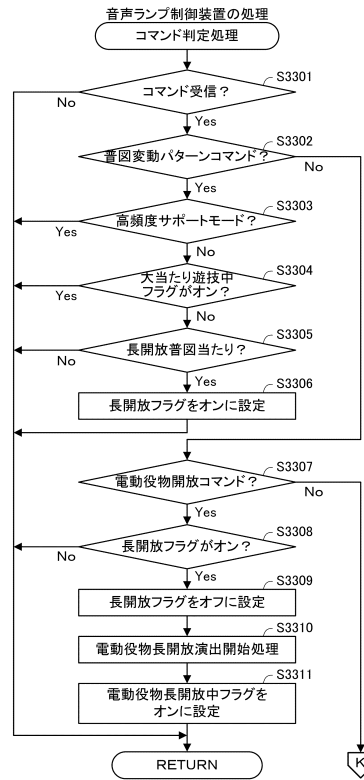 音声ランプ制御装置の処理
コマンド判定処理
S3301
コマンド受信？
No
Yes
S3302
普図変動パターンコマンド？
No
Yes
S3303
高頻度サポートモード？
Yes
No
S3304
大当たり遊技中
フラグがオン？
Yes
No
S3305
長開放普図当たり？
No
Yes
S3306
長開放フラグをオンに設定
S3307
電動役物開放コマンド？
No
Yes
S3308
長開放フラグがオン？
No
Yes
S3309
長開放フラグをオフに設定
S3310
電動役物長開放演出開始処理
S3311
電動役物長開放中フラグを
オンに設定
RETURN